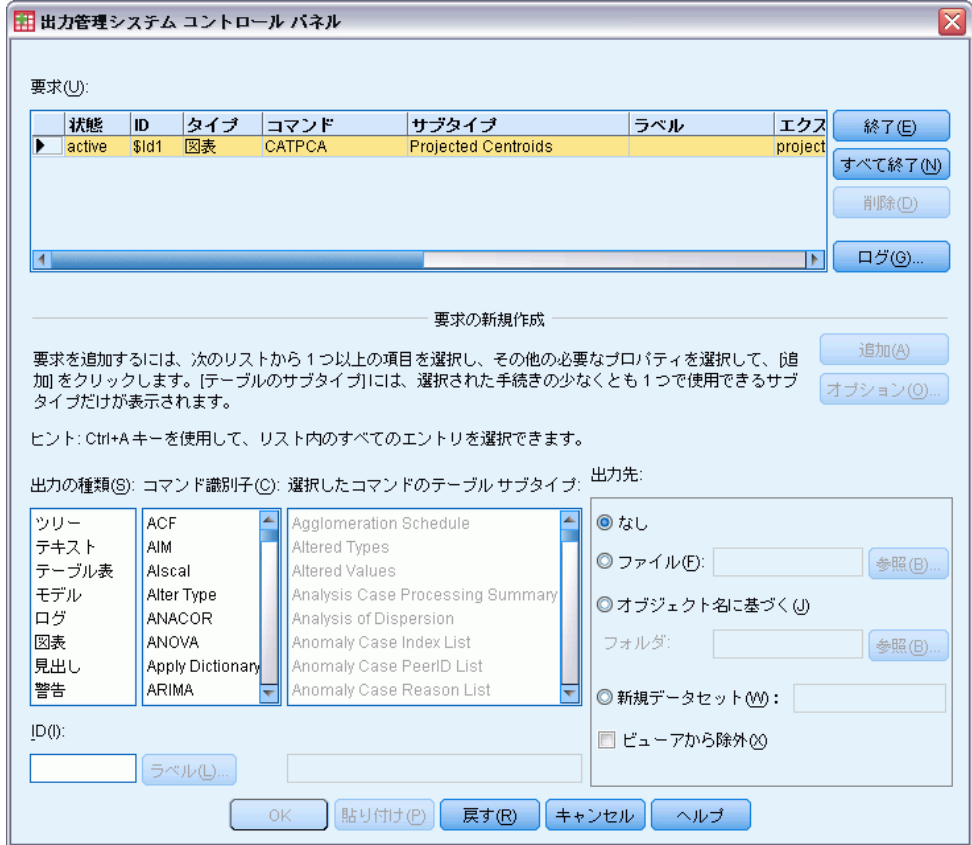 出力管理システム コントロール パネル
要求(U):
状態 ID タイプ コマンド サブタイプ ラベル エクス
active $Id1 図表 CATPCA Projected Centroids project
終了(E)
すべて終了(N)
削除(D)
ログ(G)...
要求の新規作成
要求を追加するには、次のリストから１つ以上の項目を選択し、その他の必要なプロパティを選択して、[追
加] をクリックします。[テーブルのサブタイプ]には、選択された手続きの少なくとも１つで使用できるサブ
タイプだけが表示されます。
追加(A)
オプション(O)...
ヒント: Ctrl+A キーを使用して、リスト内のすべてのエントリを選択できます。
出力の種類(S): コマンド識別子(C): 選択したコマンドのテーブル サブタイプ:
ツリー
テキスト
テーブル表
モデル
ログ
図表
見出し
警告
ACF
AIM
Alscal
Alter Type
ANACOR
ANOVA
Apply Dictionary
ARIMA
Agglomeration Schedule
Altered Types
Altered Values
Analysis Case Processing Summary
Analysis of Dispersion
Anomaly Case Index List
Anomaly Case PeerID List
Anomaly Case Reason List
出力先:
なし
ファイル(F): 参照(B)...
オブジェクト名に基づく(J)
フォルダ: 参照(B)...
新規データセット(W)：
ビューアから除外(X)
ID(I):
ラベル(L)...
OK 貼り付け(P) 戻す(R) キャンセル ヘルプ